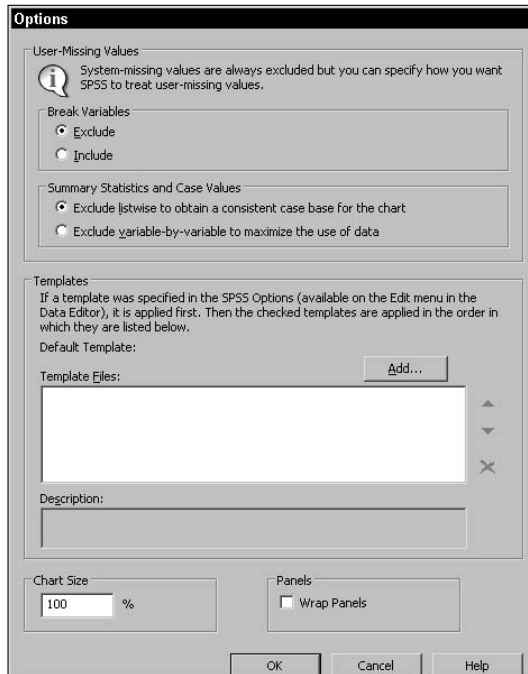 Options
User-Missing Values
System-missing values are always excluded but you can specify how you want
SPSS to treat user-missing values.
Break Variables
Exclude
Include
Summary Statistics and Case Values
Exclude listwise to obtain a consistent case base for the chart
Exclude variable-by-variable to maximize the use of data
Templates
If a template was specified in the SPSS Options (available on the Edit menu in the
Data Editor), it is applied first. Then the checked templates are applied in the order in
which they are listed below.
Default Template:
Add...
Template Files:
Description:
Chart Size
100 %
Panels
Wrap Panels
OK Cancel Help